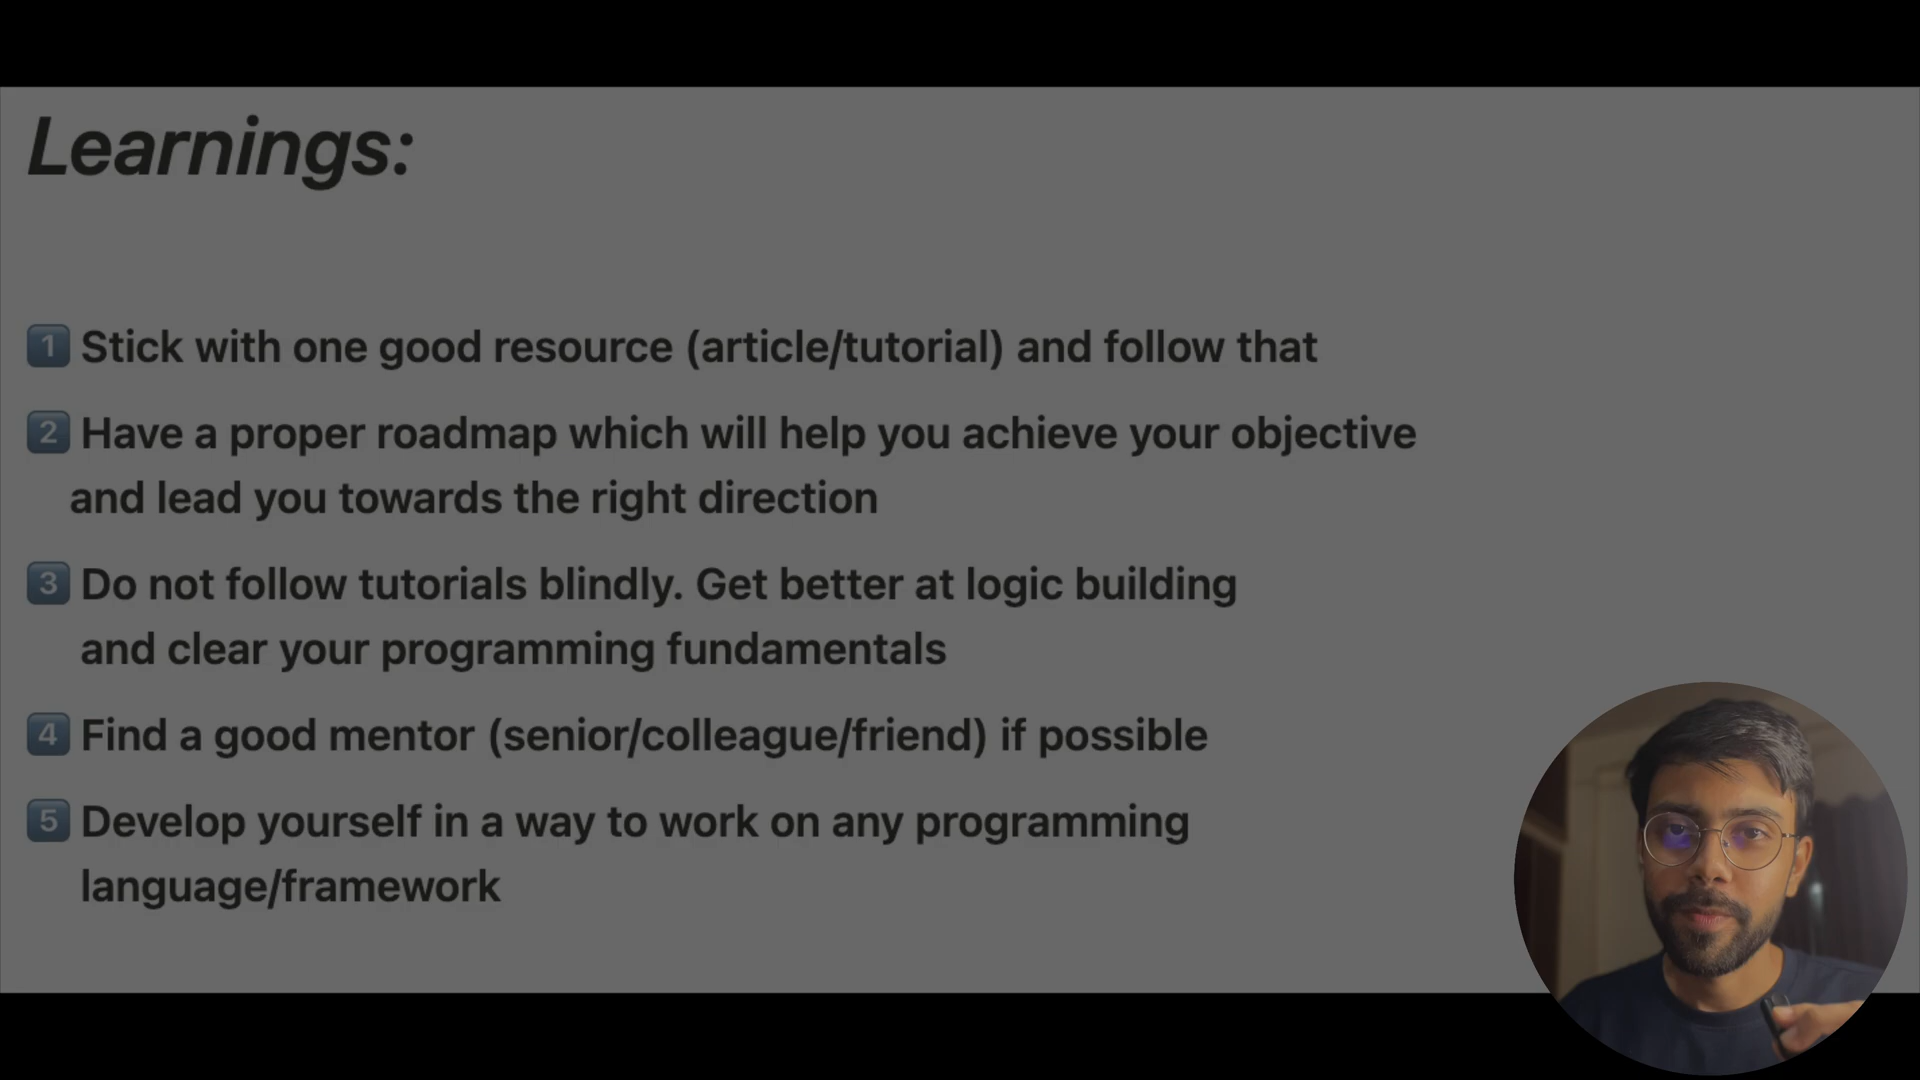 Learnings:
1 Stick with one good resource (article/tutorial) and follow that
2 Have a proper roadmap which will help you achieve your objective
and lead you towards the right direction
3 Do not follow tutorials blindly. Get better at logic building
and clear your programming fundamentals
4 Find a good mentor (senior/colleague/friend) if possible
5 Develop yourself in a way to work on any programming
language/framework